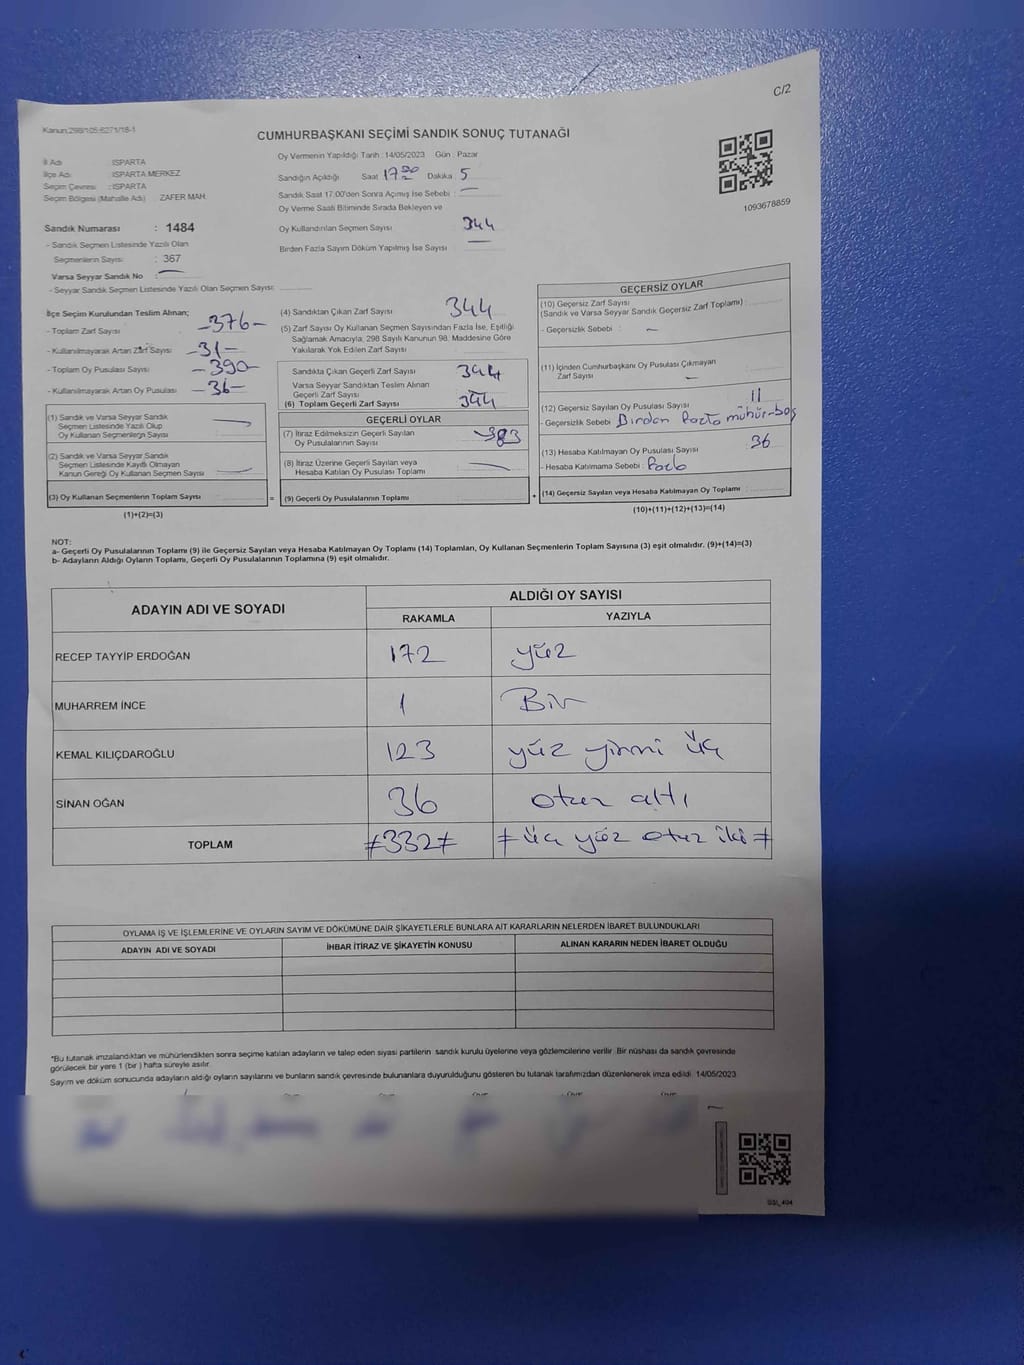 C/2
Kanun:298/105;6271/18-1
CUMHURBAŞKANI SEÇİMİ SANDIK SONUÇ TUTANAĞI
İl Adı : ISPARTA
İlçe Adı : ISPARTA MERKEZ
Seçim Çevresi : ISPARTA
Seçim Bölgesi (Mahalle Adı) : ZAFER MAH.
Oy Vermenin Yapıldığı Tarih : 14/05/2023 Gün : Pazar
Sandığın Açıldığı Saat 17 00 Dakika 5
Sandık Saat 17:00'den Sonra Açımış İse Sebebi : —
Oy Verme Saati Bitiminde Sırada Bekleyen ve
Oy Kullandırılan Seçmen Sayısı 344
Birden Fazla Sayım Döküm Yapılmış İse Sayısı —
1093678859
Sandık Numarası : 1484
- Sandık Seçmen Listesinde Yazılı Olan
Seçmenlerin Sayısı : 367
Varsa Seyyar Sandık No : —
- Seyyar Sandık Seçmen Listesinde Yazılı Olan Seçmen Sayısı:
İlçe Seçim Kurulundan Teslim Alınan;
- Toplam Zarf Sayısı -376-
- Kullanılmayarak Artan Zarf Sayısı -31-
- Toplam Oy Pusulası Sayısı -390-
- Kullanılmayarak Artan Oy Pusulası -36-
(1) Sandık ve Varsa Seyyar Sandık
Seçmen Listesinde Yazılı Olup
Oy Kullanan Seçmenlerin Sayısı —
(2) Sandık ve Varsa Seyyar Sandık
Seçmen Listesinde Kayıtlı Olmayan
Kanun Gereği Oy Kullanan Seçmen Sayısı —
(3) Oy Kullanan Seçmenlerin Toplam Sayısı
(1)+(2)=(3)
=
(4) Sandıktan Çıkan Zarf Sayısı 344
(5) Zarf Sayısı Oy Kullanan Seçmen Sayısından Fazla İse, Eşitliği
Sağlamak Amacıyla, 298 Sayılı Kanunun 98. Maddesine Göre
Yakılarak Yok Edilen Zarf Sayısı
Sandıkta Çıkan Geçerli Zarf Sayısı 344
Varsa Seyyar Sandıktan Teslim Alınan
Geçerli Zarf Sayısı
(6) Toplam Geçerli Zarf Sayısı 344
GEÇERLİ OYLAR
(7) İtiraz Edilmeksizin Geçerli Sayılan
Oy Pusulalarının Sayısı
(8) İtiraz Üzerine Geçerli Sayılan veya
Hesaba Katılan Oy Pusulası Toplamı —
(9) Geçerli Oy Pusulalarının Toplamı
+
GEÇERSİZ OYLAR
(10) Geçersiz Zarf Sayısı
(Sandık ve Varsa Seyyar Sandık Geçersiz Zarf Toplamı) :
- Geçersizlik Sebebi : —
(11) İçinden Cumhurbaşkanı Oy Pusulası Çıkmayan
Zarf Sayısı —
(12) Geçersiz Sayılan Oy Pusulası Sayısı 11
- Geçersizlik Sebebi : Birden fazla mühür-boş
(13) Hesaba Katılmayan Oy Pusulası Sayısı 36
- Hesaba Katılmama Sebebi :
(14) Geçersiz Sayılan veya Hesaba Katılmayan Oy Toplamı
(10)+(11)+(12)+(13)=(14)
NOT:
a- Geçerli Oy Pusulalarının Toplamı (9) ile Geçersiz Sayılan veya Hesaba Katılmayan Oy Toplamı (14) Toplamları, Oy Kullanan Seçmenlerin Toplam Sayısına (3) eşit olmalıdır. (9)+(14)=(3)
b- Adayların Aldığı Oyların Toplamı, Geçerli Oy Pusulalarının Toplamına (9) eşit olmalıdır.
ADAYIN ADI VE SOYADI ALDIĞI OY SAYISI
RAKAMLA YAZIYLA
RECEP TAYYİP ERDOĞAN 172 yüz
MUHARREM İNCE 1 Bir
KEMAL KILIÇDAROĞLU 123 yüz yirmi üç
SİNAN OĞAN 36 otuz altı
TOPLAM ≠332≠ ≠ üç yüz otuz iki ≠
OYLAMA İŞ VE İŞLEMLERİNE VE OYLARIN SAYIM VE DÖKÜMÜNE DAİR ŞİKAYETLERLE BUNLARA AİT KARARLARIN NELERDEN İBARET BULUNDUKLARI
ADAYIN ADI VE SOYADI İHBAR İTİRAZ VE ŞİKAYETİN KONUSU ALINAN KARARIN NEDEN İBARET OLDUĞU
*Bu tutanak imzalandıktan ve mühürlendikten sonra seçime katılan adayların ve talep eden siyasi partilerin sandık kurulu üyelerine veya gözlemcilerine verilir. Bir nüshası da sandık çevresinde
görülecek bir yere 1 (bir) hafta süreyle asılır.
Sayım ve döküm sonucunda adayların aldığı oyların sayılarını ve bunların sandık çevresinde bulunanlara duyurulduğunu gösteren bu tutanak tarafımızdan düzenlenerek imza edildi. 14/05/2023